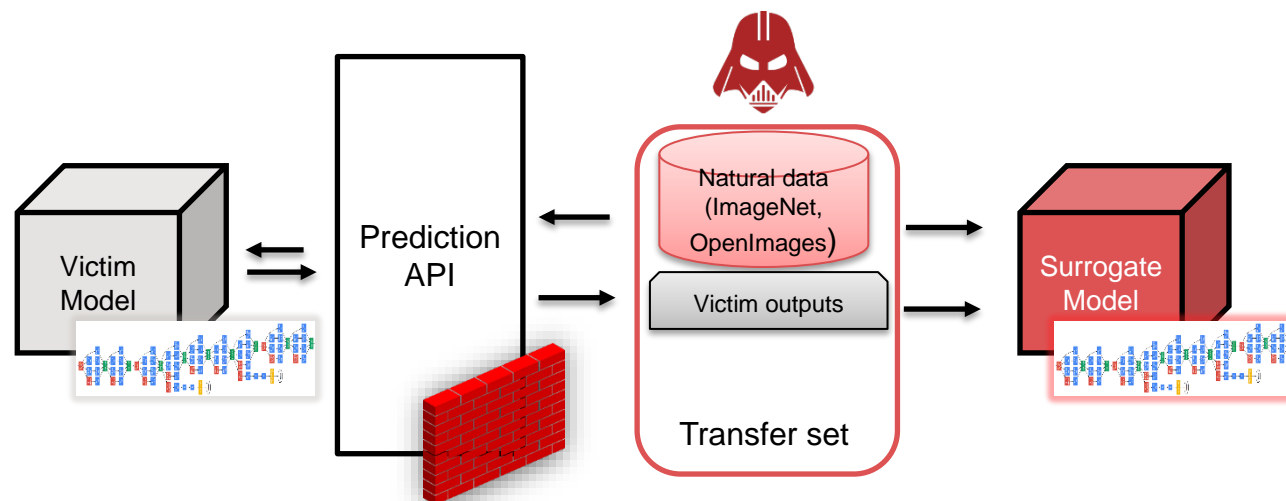 Victim
Model
Prediction
API
Natural data
(ImageNet,
OpenImages)
Victim outputs
Transfer set
Surrogate
Model